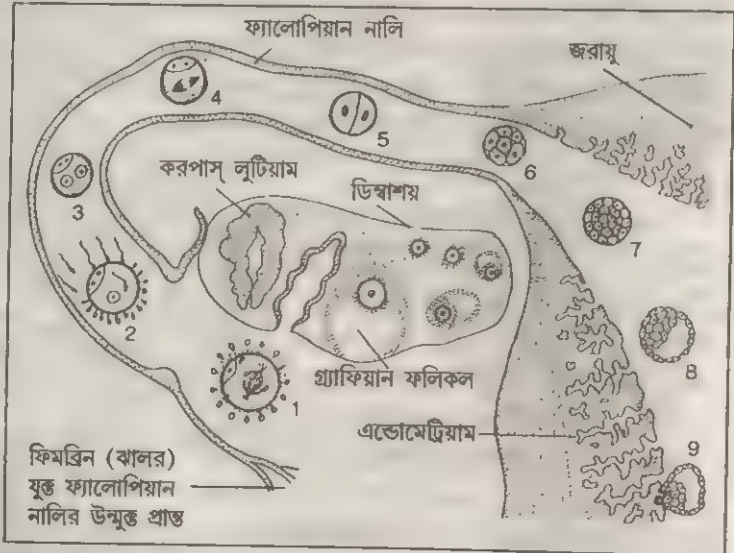 ফ্যালোপিয়ান নালি
জরায়ু
4
5
6
করপাস্ লুটিয়াম
ডিম্বাশয়
3
7
2
8
1
গ্র্যাফিয়ান ফলিকল
এন্ডোমেট্রিয়াম
9
ফিমব্রিন (ঝালর)
যুক্ত ফ্যালোপিয়ান
নালির উন্মুক্ত প্রান্ত